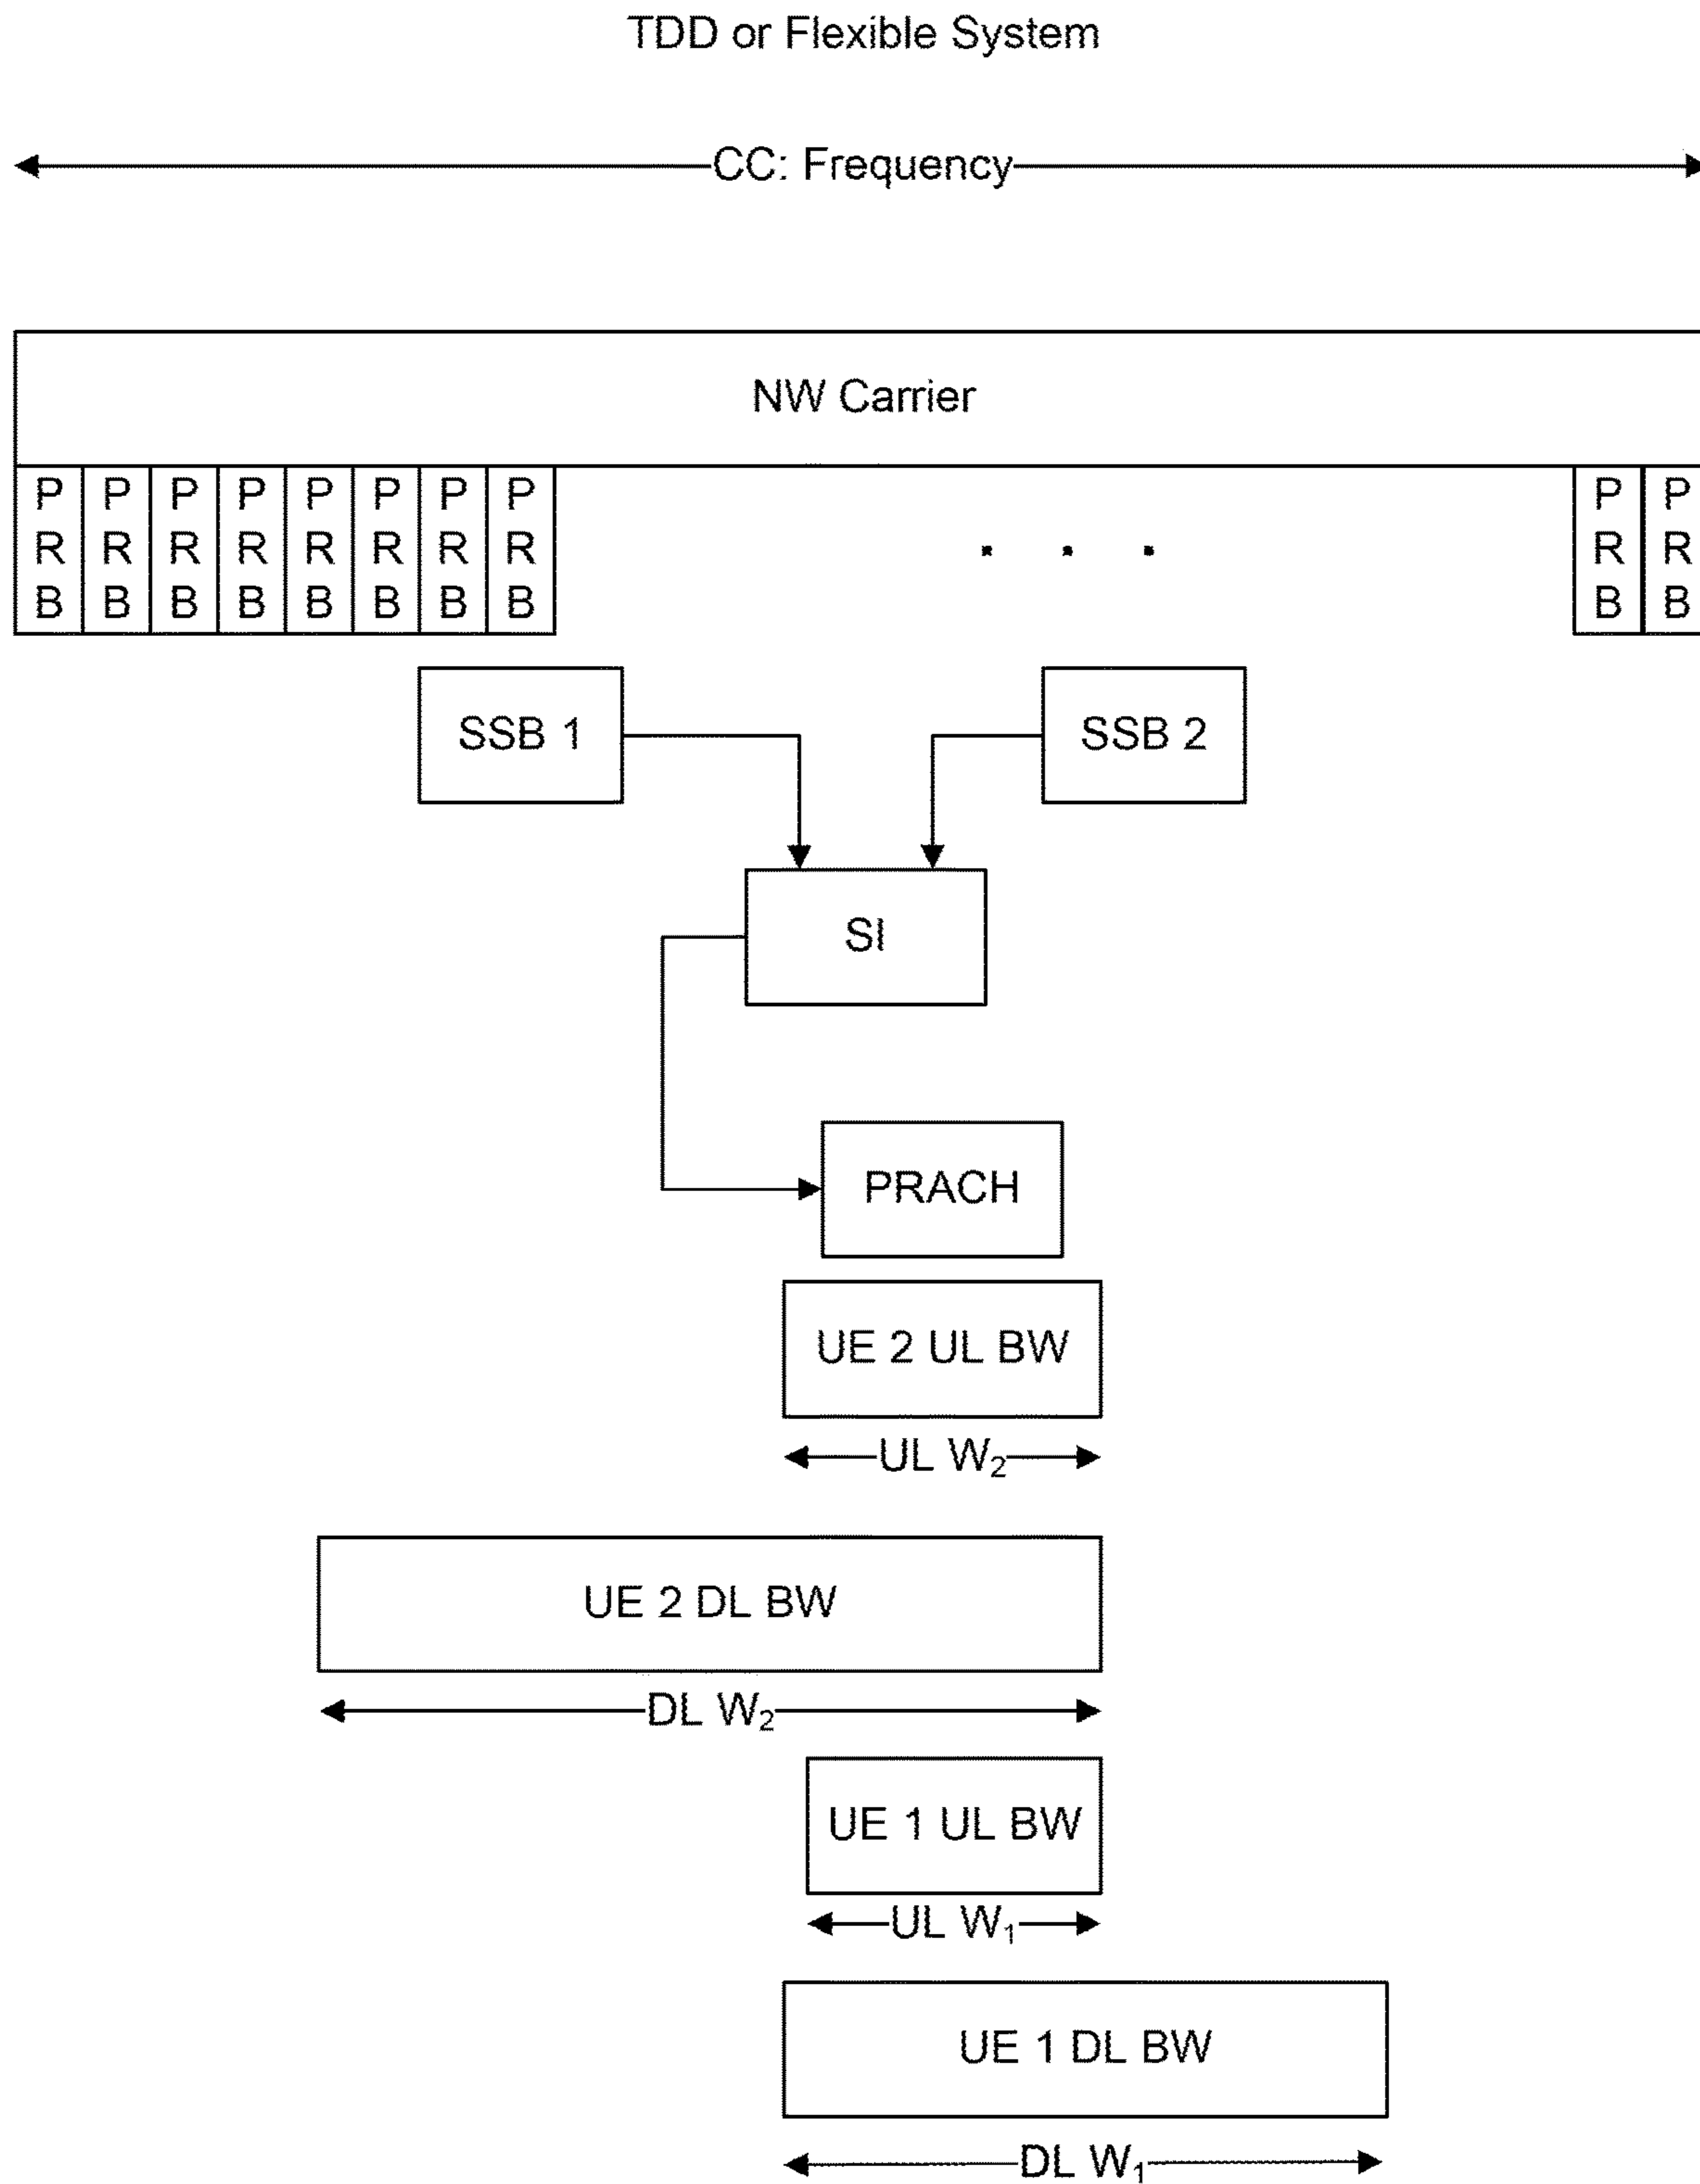 TDD or Flexible System
CC: Frequency
NW Carrier
P P P P P P P P P P
R R R R R R R R . . . R R
B B B B B B B B B B
SSB 1 SSB 2
SI
PRACH
UE 2 UL BW
UL W₂
UE 2 DL BW
DL W₂
UE 1 UL BW
UL W₁
UE 1 DL BW
DL W₁